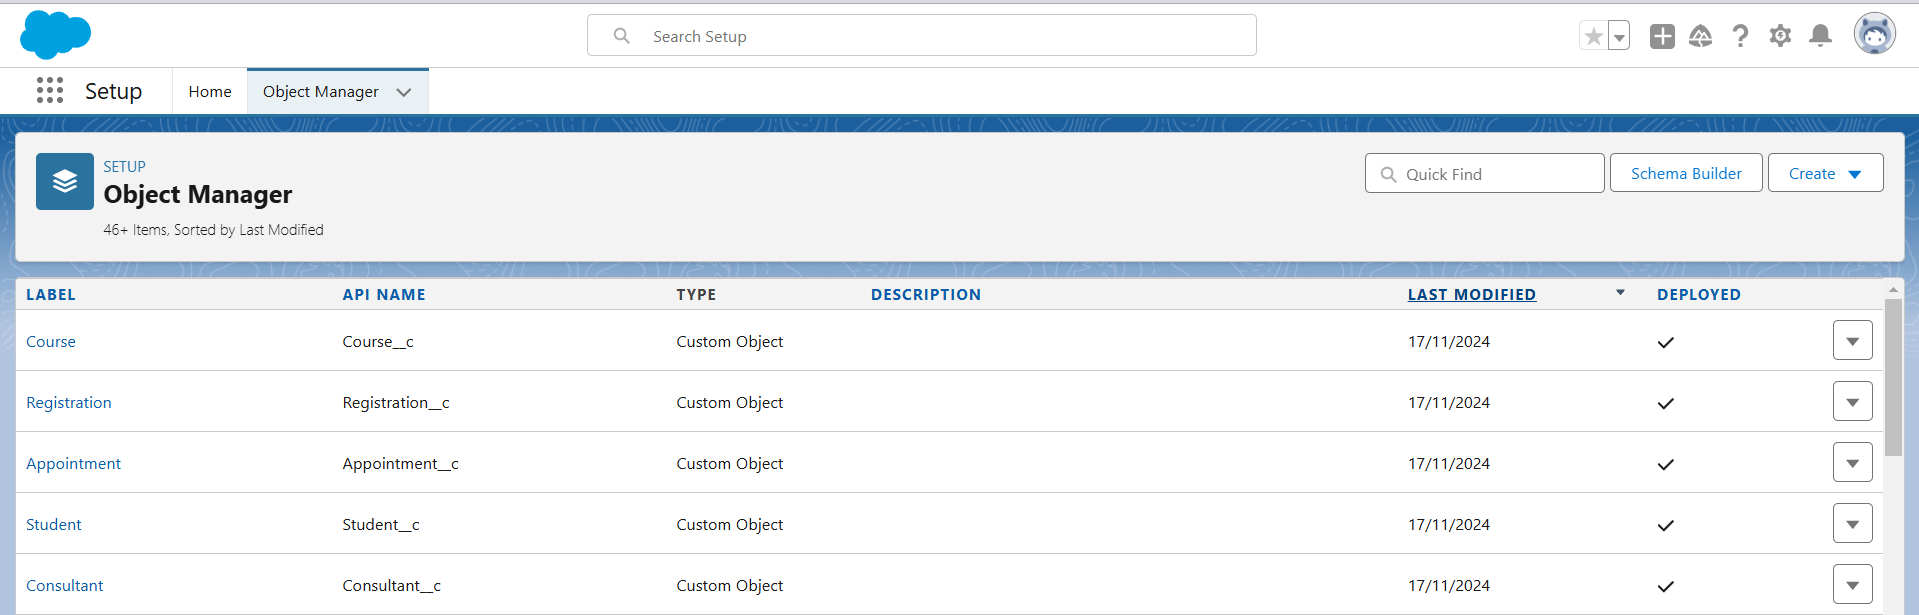 Search Setup
Setup Home Object Manager
SETUP
Object Manager
46+ Items, Sorted by Last Modified
Quick Find Schema Builder Create
LABEL API NAME TYPE DESCRIPTION LAST MODIFIED DEPLOYED
Course Course__c Custom Object 17/11/2024
Registration Registration__c Custom Object 17/11/2024
Appointment Appointment__c Custom Object 17/11/2024
Student Student__c Custom Object 17/11/2024
Consultant Consultant__c Custom Object 17/11/2024